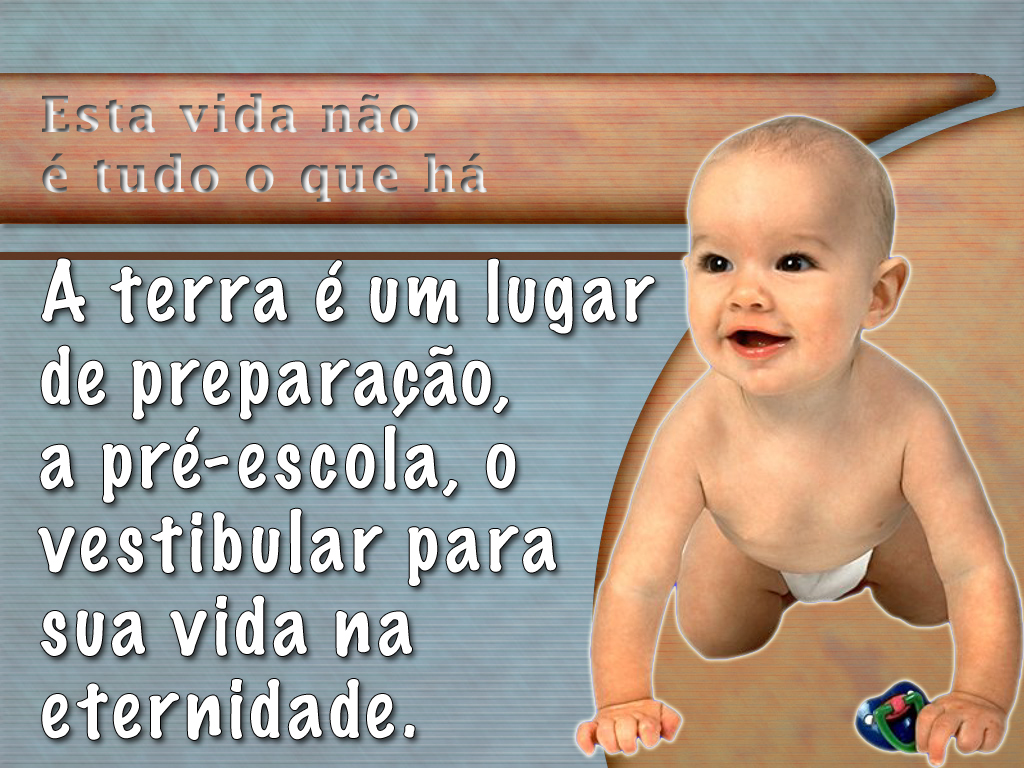 Esta vida não
é tudo o que há
A terra é um lugar
de preparação,
a pré-escola, o
vestibular para
sua vida na
eternidade.